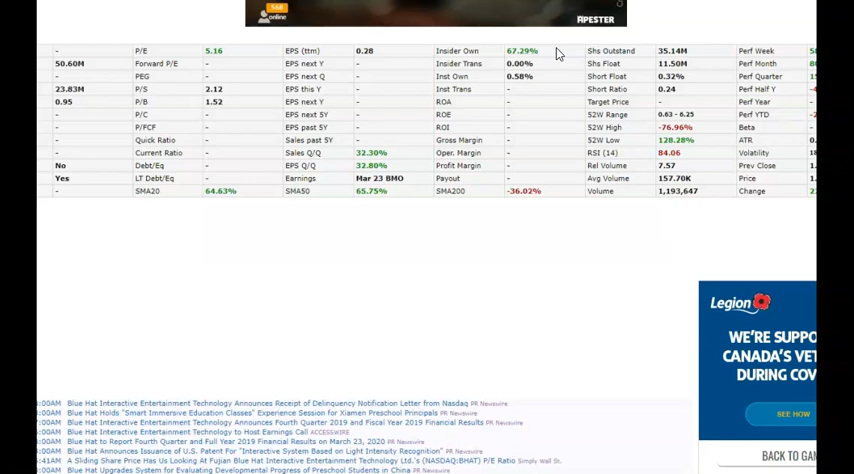 568
online
APESTER
- P/E 5.16 EPS (ttm) 0.28 Insider Own 67.29% Shs Outstand 35.14M Perf Week
50.60M Forward P/E - EPS next Y - Insider Trans 0.00% Shs Float 11.50M Perf Month
- PEG - EPS next Q - Inst Own 0.58% Short Float 0.32% Perf Quarter
23.83M P/S 2.12 EPS this Y - Inst Trans - Short Ratio 0.24 Perf Half Y
0.95 P/B 1.52 EPS next Y - ROA - Target Price - Perf Year
- P/C - EPS next 5Y - ROE - 52W Range 0.63 - 6.25 Perf YTD
- P/FCF - EPS past 5Y - ROI - 52W High -76.96% Beta
- Quick Ratio - Sales past 5Y - Gross Margin - 52W Low 128.28% ATR
- Current Ratio - Sales Q/Q 32.30% Oper. Margin - RSI (14) 84.06 Volatility
No Debt/Eq - EPS Q/Q 32.80% Profit Margin - Rel Volume 7.57 Prev Close
Yes LT Debt/Eq - Earnings Mar 23 BMO Payout - Avg Volume 157.70K Price
- SMA20 64.63% SMA50 65.75% SMA200 -36.02% Volume 1,193,647 Change
:00AM Blue Hat Interactive Entertainment Technology Announces Receipt of Delinquency Notification Letter from Nasdaq PR Newswire
:00AM Blue Hat Holds "Smart Immersive Education Classes" Experience Session for Xiamen Preschool Principals PR Newswire
:00AM Blue Hat Interactive Entertainment Technology Announces Fourth Quarter 2019 and Fiscal Year 2019 Financial Results PR Newswire
:00AM Blue Hat Interactive Entertainment Technology to Host Earnings Call ACCESSWIRE
:00AM Blue Hat to Report Fourth Quarter and Full Year 2019 Financial Results on March 23, 2020 PR Newswire
:00AM Blue Hat Announces Issuance of U.S. Patent For "Interactive System Based on Light Intensity Recognition" PR Newswire
:41AM A Sliding Share Price Has Us Looking At Fujian Blue Hat Interactive Entertainment Technology Ltd.'s (NASDAQ:BHAT) P/E Ratio Simply Wall St.
:00AM Blue Hat Upgrades System for Evaluating Developmental Progress of Preschool Students in China PR Newswire
Legion
WE'RE SUPPO
CANADA'S VET
DURING COV
SEE HOW
BACK TO GAM